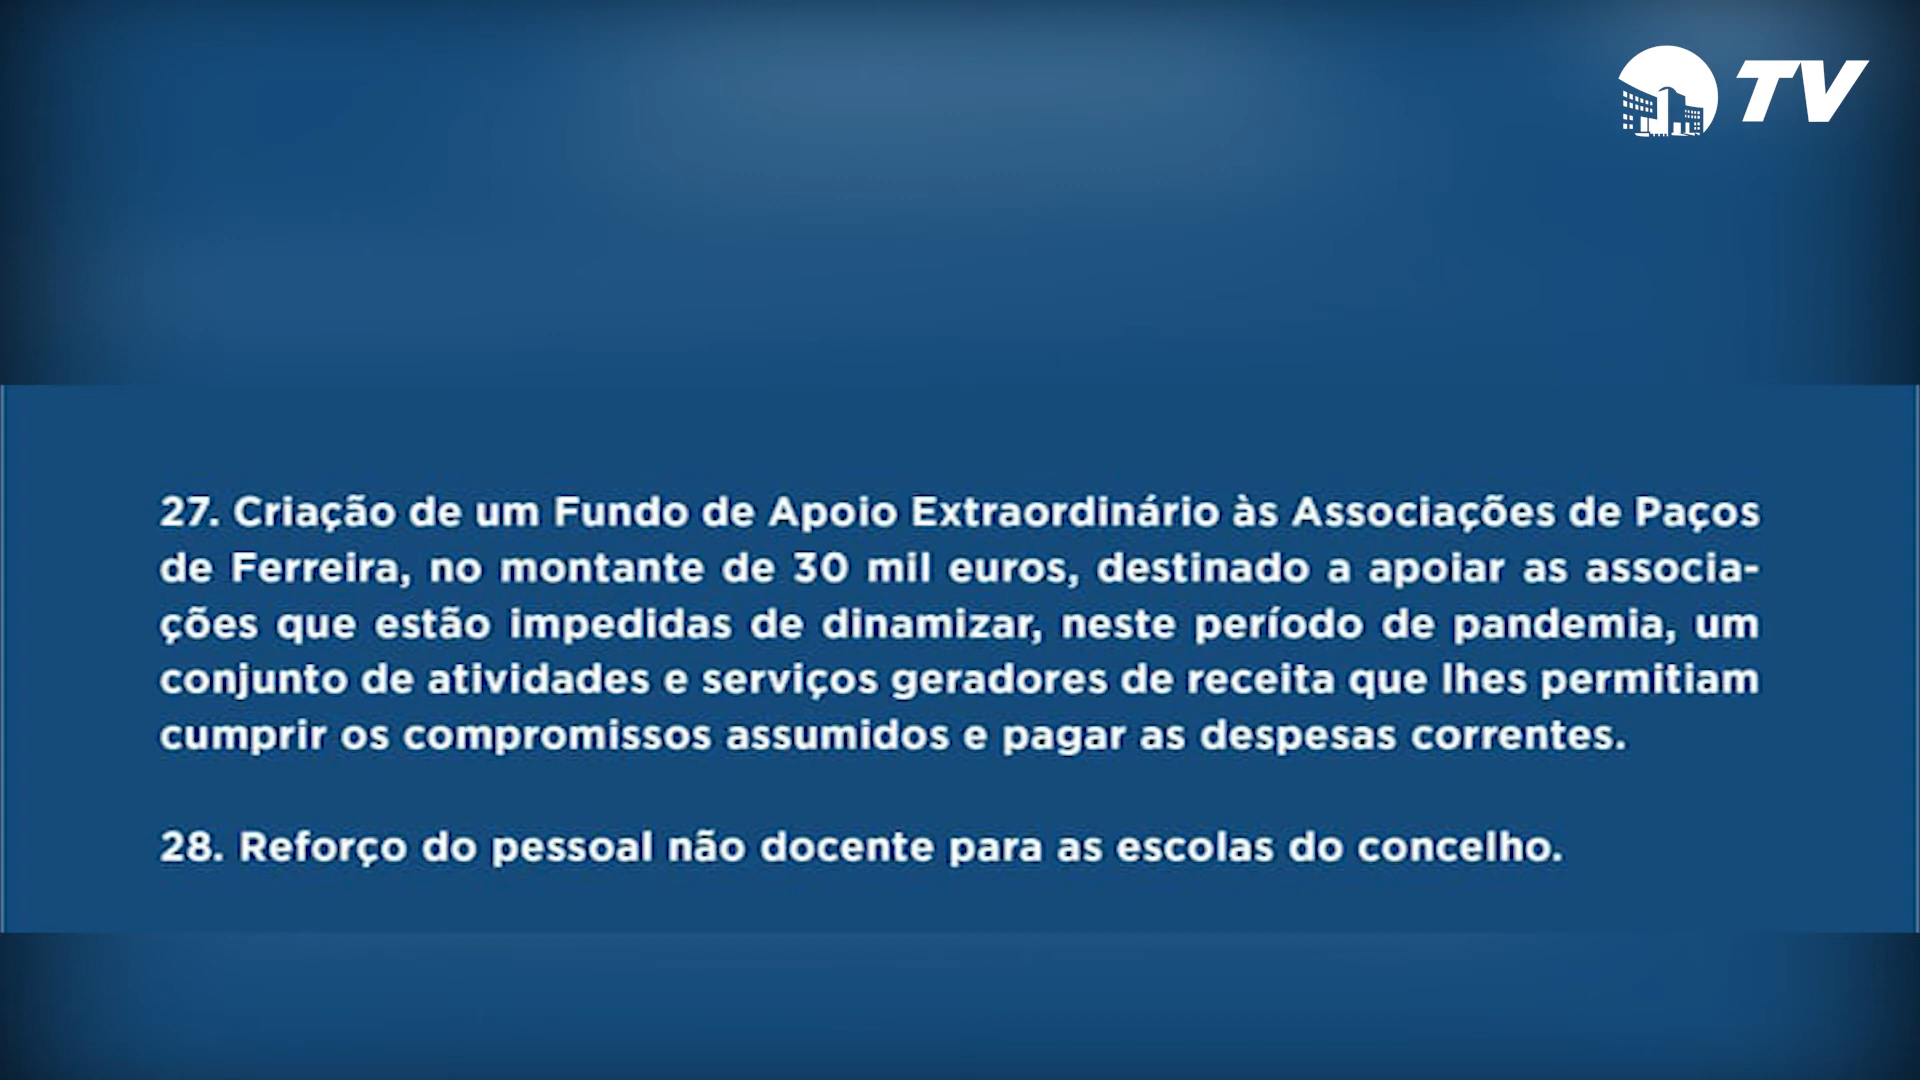 TV
27. Criação de um Fundo de Apoio Extraordinário às Associações de Paços
de Ferreira, no montante de 30 mil euros, destinado a apoiar as associa-
ções que estão impedidas de dinamizar, neste período de pandemia, um
conjunto de atividades e serviços geradores de receita que lhes permitiam
cumprir os compromissos assumidos e pagar as despesas correntes.
28. Reforço do pessoal não docente para as escolas do concelho.